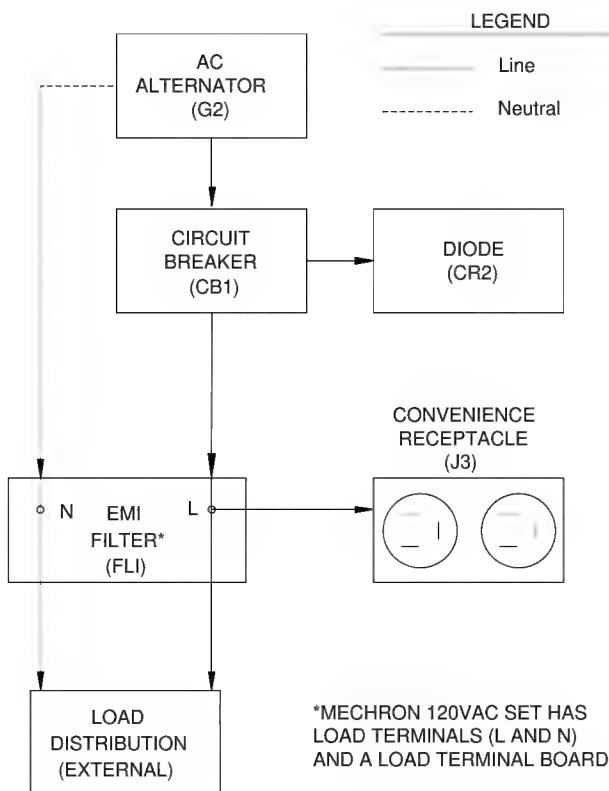 LEGEND
Line
Neutral
AC
ALTERNATOR
(G2)
CIRCUIT
BREAKER
(CB1)
DIODE
(CR2)
CONVENIENCE
RECEPTACLE
(J3)
N
EMI
FILTER*
(FLI)
L
LOAD
DISTRIBUTION
(EXTERNAL)
*MECHRON 120VAC SET HAS
LOAD TERMINALS (L AND N)
AND A LOAD TERMINAL BOARD